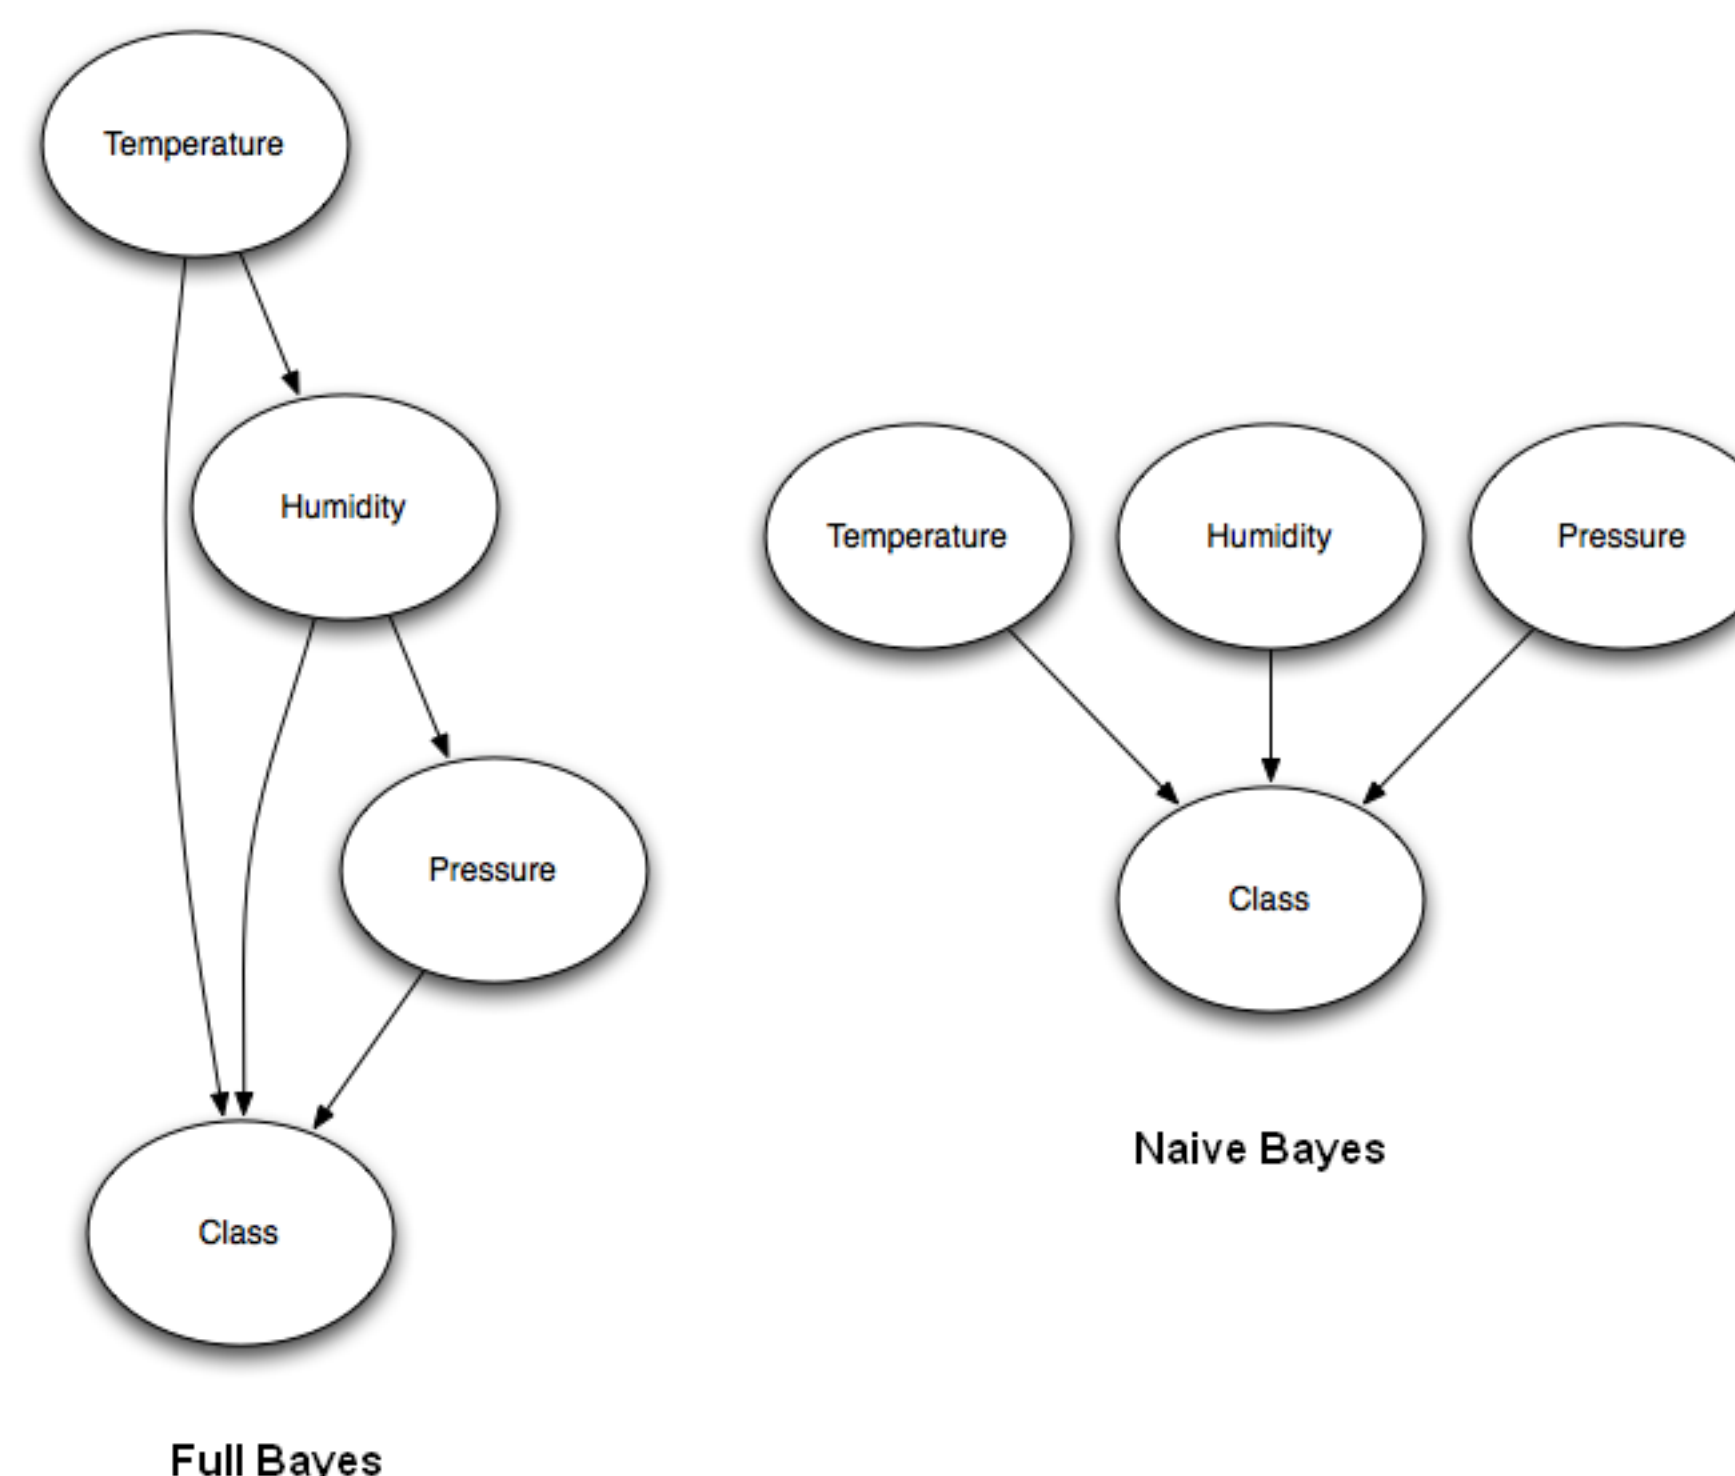 Temperature
Humidity
Pressure
Class
Full Bayes
Temperature
Humidity
Pressure
Class
Naive Bayes